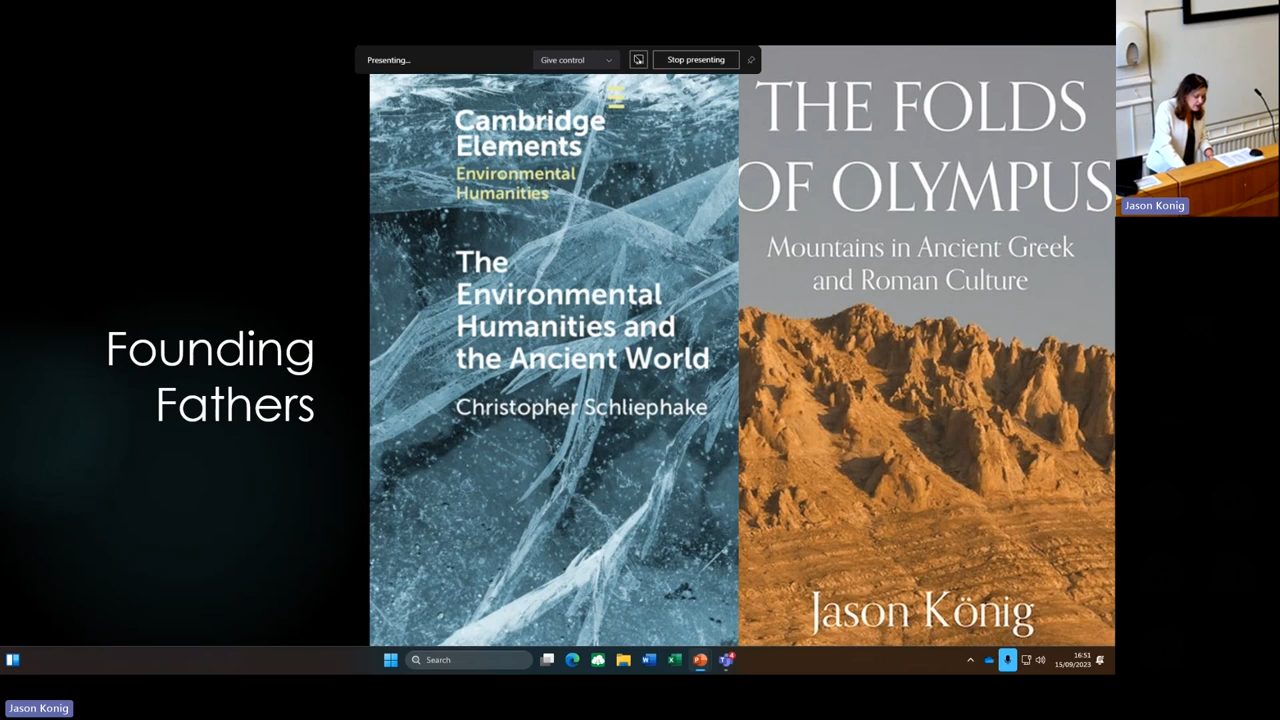 Presenting...
Give control
Stop presenting
Founding
Fathers
Cambridge
Elements
Environmental
Humanities
The
Environmental
Humanities and
the Ancient World
Christopher Schliephake
THE FOLDS
OF OLYMPUS
Mountains in Ancient Greek
and Roman Culture
Jason König
Jason Konig
Search
4
16:51
15/09/2023
Jason Konig